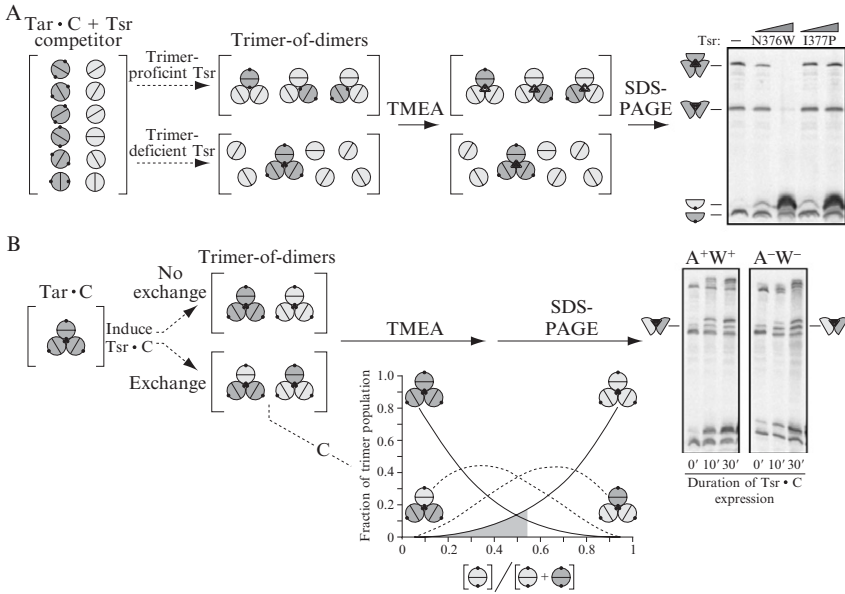 A
Tar • C + Tsr
competitor
Trimer-
proficint Tsr
Trimer-
deficient Tsr
Trimer-of-dimers
TMEA
SDS-
PAGE
Tsr:
–
N376W
I377P
B
Tar • C
Induce
Tsr • C
No
exchange
Exchange
Trimer-of-dimers
TMEA
SDS-
PAGE
C
Fraction of trimer population
1.0
0.8
0.6
0.4
0.2
0
0
0.2
0.4
0.6
0.8
1
[ ] / [ + ]
A⁺W⁺
A⁻W⁻
0′ 10′ 30′
0′ 10′ 30′
Duration of Tsr • C
expression